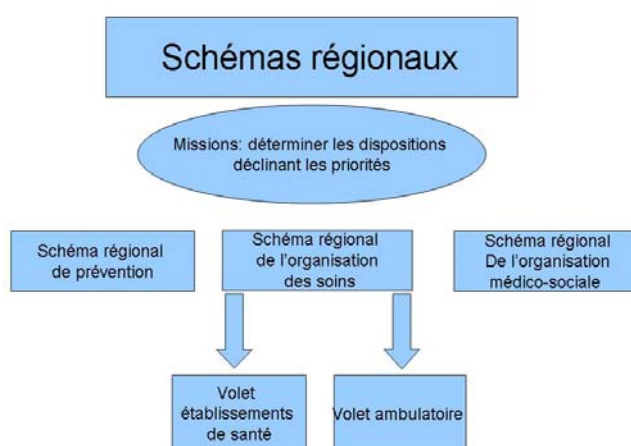 Schémas régionaux
Missions: déterminer les dispositions
déclinant les priorités
Schéma régional
de prévention
Schéma régional
de l'organisation
des soins
Schéma régional
De l'organisation
médico-sociale
Volet
établissements
de santé
Volet ambulatoire